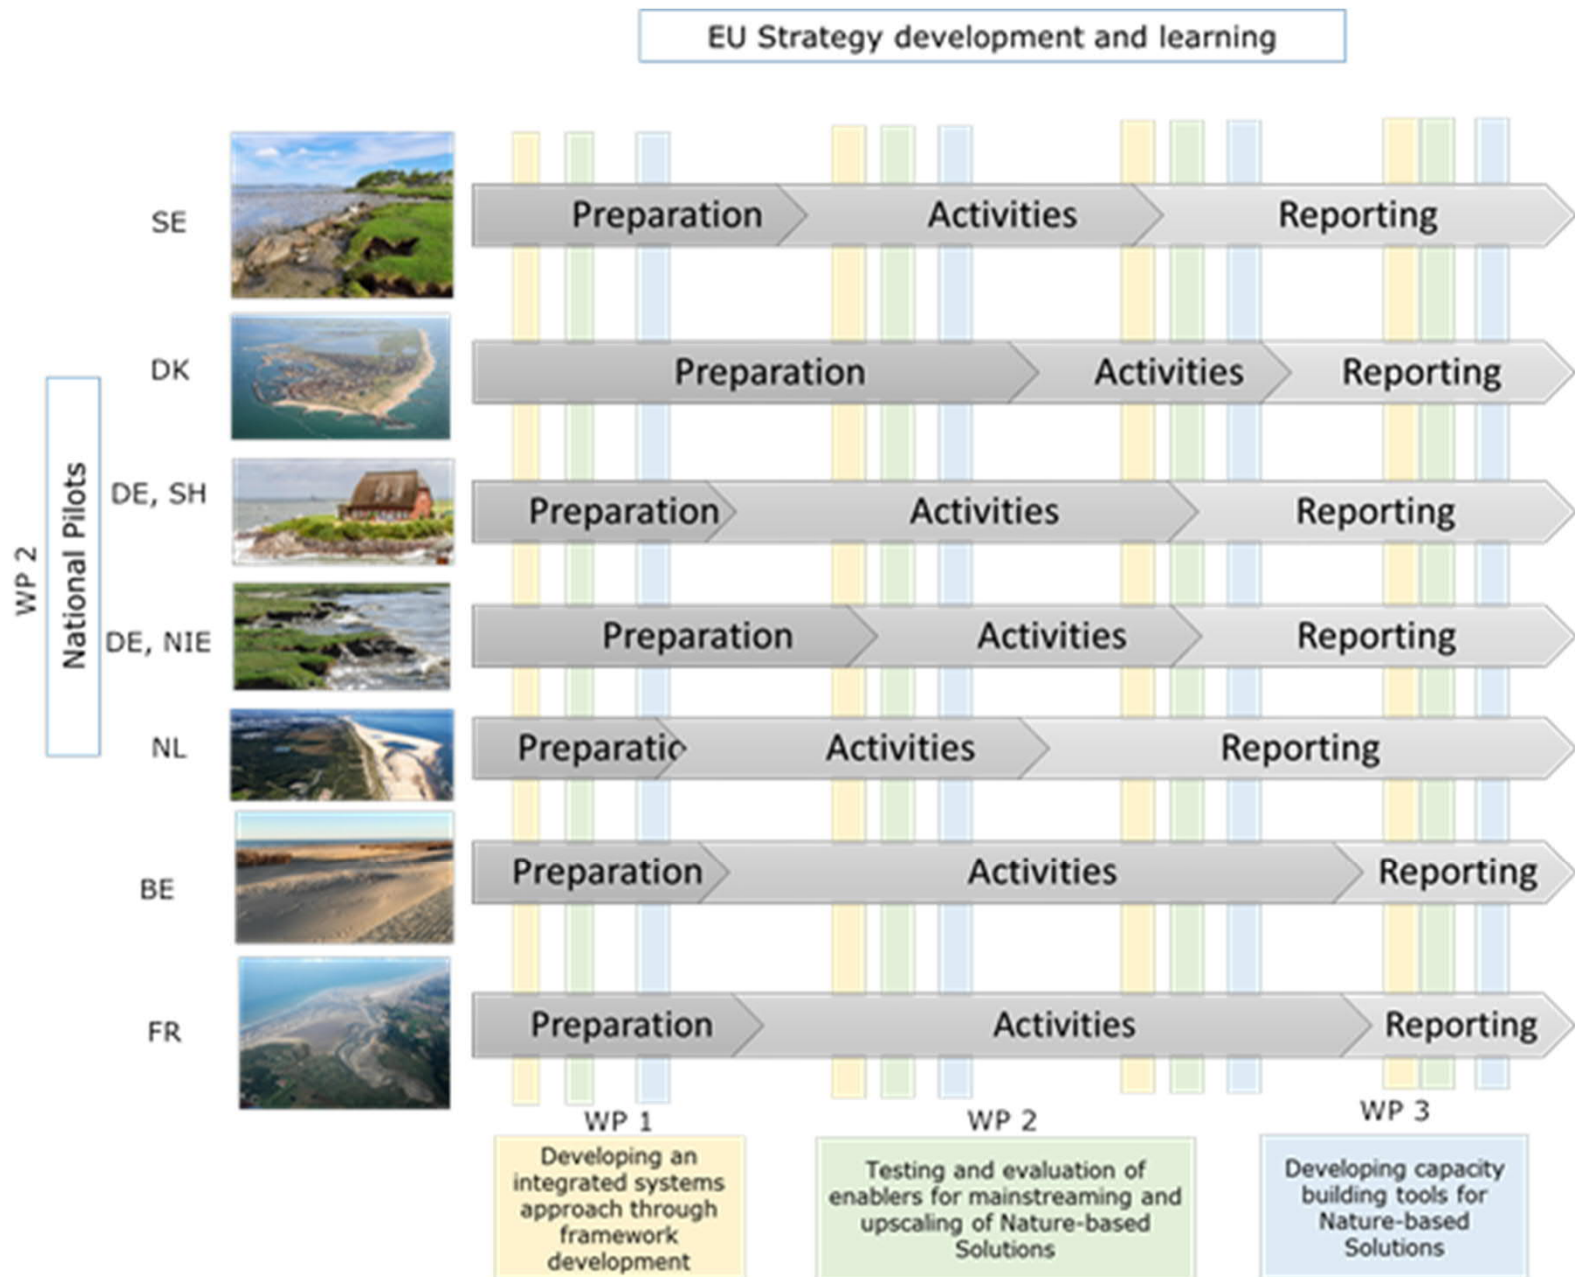 EU Strategy development and learning
WP 2
National Pilots
SE
Preparation
Activities
Reporting
DK
Preparation
Activities
Reporting
DE, SH
Preparation
Activities
Reporting
DE, NIE
Preparation
Activities
Reporting
NL
Preparatio
Activities
Reporting
BE
Preparation
Activities
Reporting
FR
Preparation
Activities
Reporting
WP 1
Developing an
integrated systems
approach through
framework
development
WP 2
Testing and evaluation of
enablers for mainstreaming and
upscaling of Nature-based
Solutions
WP 3
Developing capacity
building tools for
Nature-based
Solutions